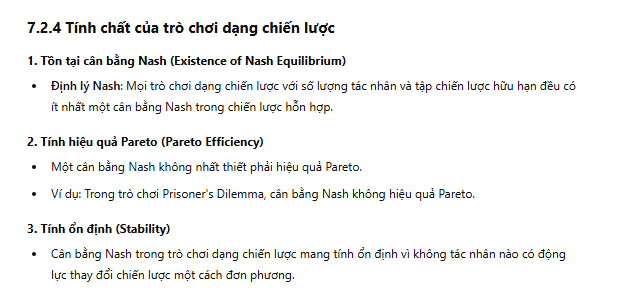 7.2.4 Tính chất của trò chơi dạng chiến lược
1. Tồn tại cân bằng Nash (Existence of Nash Equilibrium)
• Định lý Nash: Mọi trò chơi dạng chiến lược với số lượng tác nhân và tập chiến lược hữu hạn đều có
ít nhất một cân bằng Nash trong chiến lược hỗn hợp.
2. Tính hiệu quả Pareto (Pareto Efficiency)
• Một cân bằng Nash không nhất thiết phải hiệu quả Pareto.
• Ví dụ: Trong trò chơi Prisoner's Dilemma, cân bằng Nash không hiệu quả Pareto.
3. Tính ổn định (Stability)
• Cân bằng Nash trong trò chơi dạng chiến lược mang tính ổn định vì không tác nhân nào có động
lực thay đổi chiến lược một cách đơn phương.